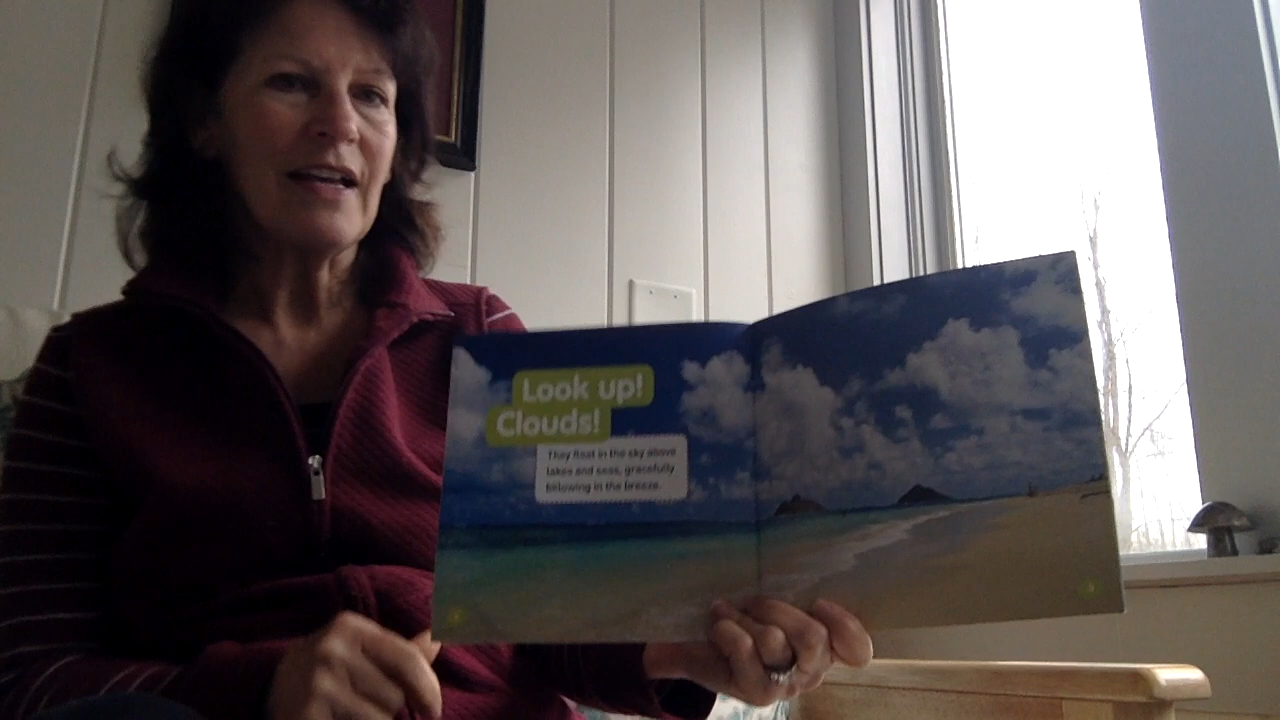 Look up!
Clouds!
They float in the sky above
lakes and seas, gracefully
billowing in the breeze.